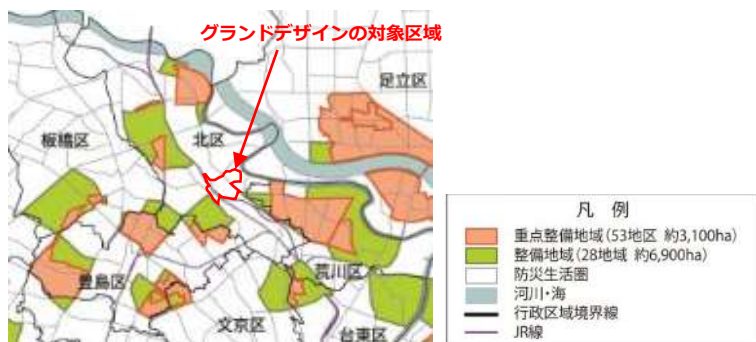 グランドデザインの対象区域
足立区
板橋区
北区
豊島区
荒川区
文京区
台東区
凡 例
重点整備地域(53地区 約3,100ha)
整備地域(28地域 約6,900ha)
防災生活圏
河川・海
行政区域境界線
JR線